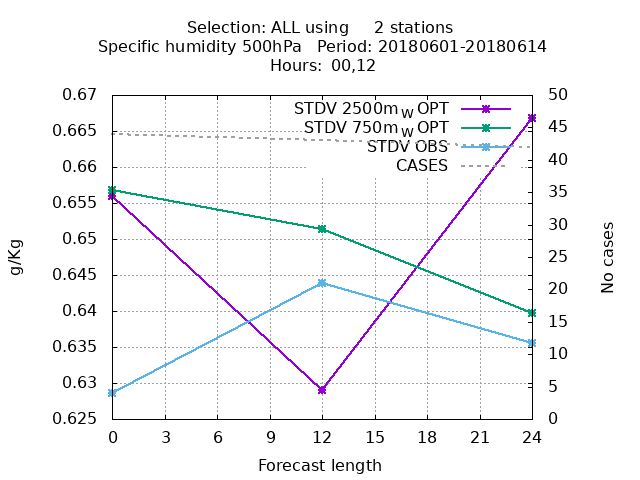 Selection: ALL using     2 stations
Specific humidity 500hPa   Period: 20180601-20180614
Hours: 00,12
STDV 2500m_W OPT
STDV 750m_W OPT
STDV OBS
CASES
0.67
0.665
0.66
0.655
0.65
0.645
0.64
0.635
0.63
0.625
g/Kg
50
45
40
35
30
25
20
15
10
5
0
No cases
0 3 6 9 12 15 18 21 24
Forecast length